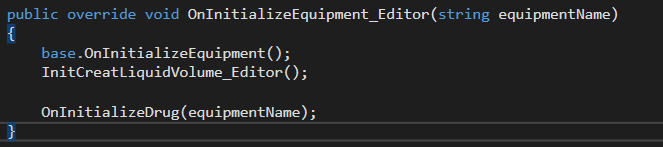 public override void OnInitializeEquipment_Editor(string equipmentName)
{
    base.OnInitializeEquipment();
    InitCreatLiquidVolume_Editor();

    OnInitializeDrug(equipmentName);
}